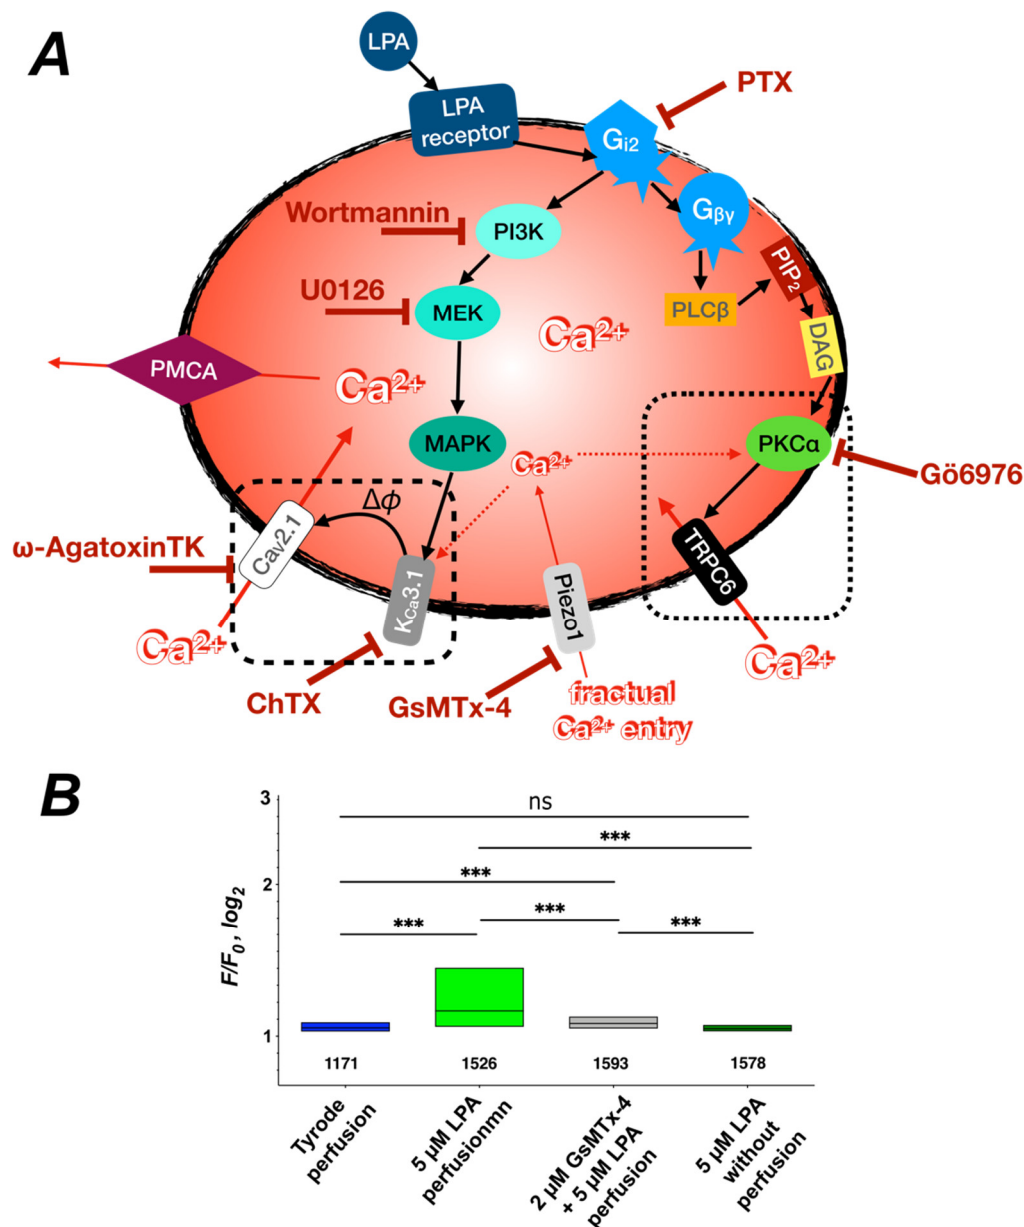 A
LPA
LPA
receptor
PTX
Gi2
Gβγ
Wortmannin
PI3K
PIP2
U0126
MEK
PLCβ
DAG
Ca2+
PMCA
Ca2+
MAPK
PKCα
Ca2+
Gö6976
Δϕ
CaV2.1
TRPC6
ω-AgatoxinTK
KCa3.1
Piezo1
Ca2+
Ca2+
ChTX
GsMTx-4
fractual
Ca2+ entry
B
3
ns
***
***
2
***
***
***
F/F0, log2
1
1171
1526
1593
1578
Tyrode
perfusion
5 µM LPA
perfusionmn
2 µM GsMTx-4
+ 5 µM LPA
perfusion
5 µM LPA
without
perfusion